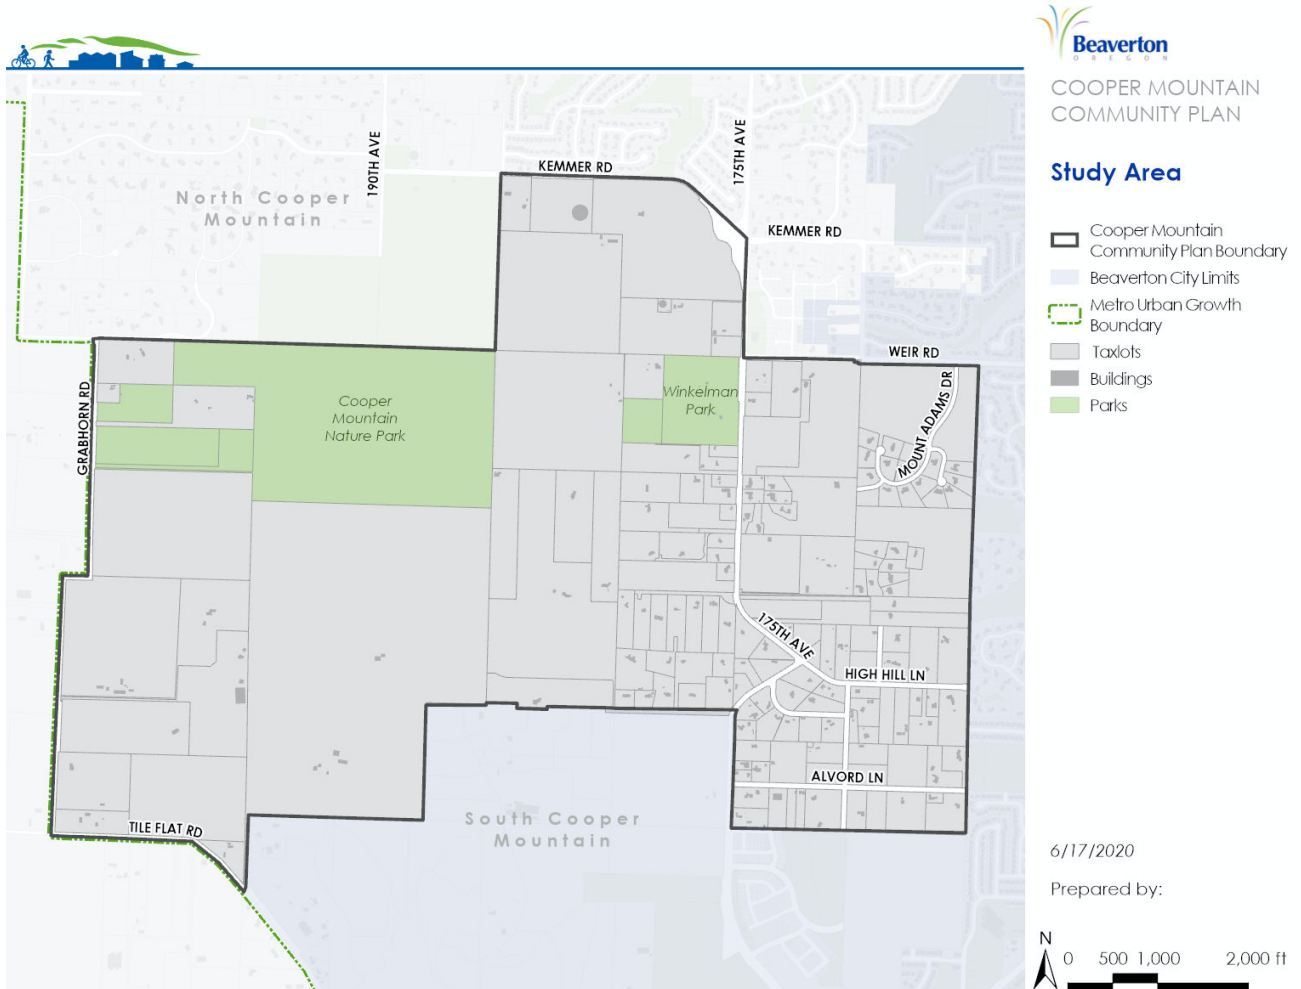 Beaverton
OREGON
COOPER MOUNTAIN
COMMUNITY PLAN
Study Area
Cooper Mountain
Community Plan Boundary
Beaverton City Limits
Metro Urban Growth
Boundary
Taxlots
Buildings
Parks
190TH AVE
KEMMER RD
175TH AVE
North Cooper
Mountain
KEMMER RD
WEIR RD
GRABHORN RD
Cooper
Mountain
Nature Park
Winkelman
Park
MOUNT ADAMS DR
175TH AVE
HIGH HILL LN
ALVORD LN
TILE FLAT RD
South Cooper
Mountain
6/17/2020
Prepared by:
N
0 500 1,000 2,000 ft